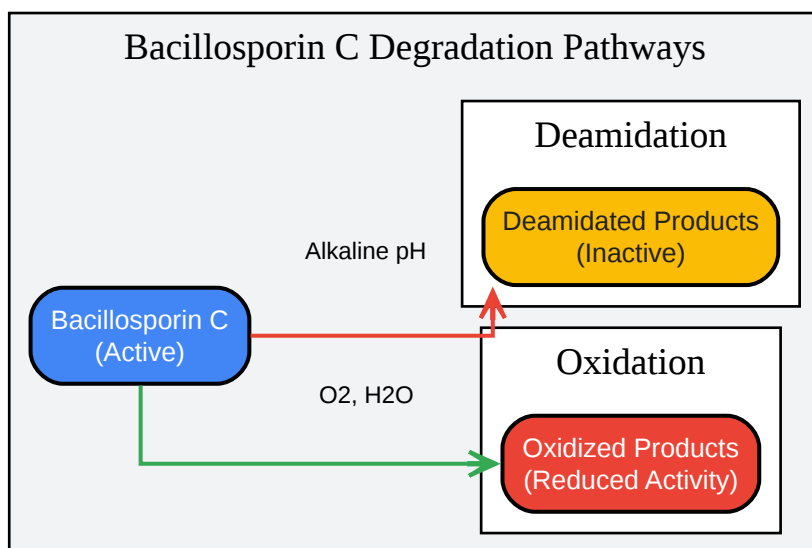 Bacillosporin C Degradation Pathways
Deamidation
Deamidated Products
(Inactive)
Alkaline pH
Bacillosporin C
(Active)
Oxidation
O2, H2O
Oxidized Products
(Reduced Activity)